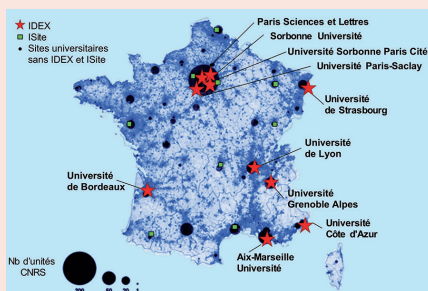 IDEX
ISite
Sites universitaires
sans IDEX et ISite
Paris Sciences et Lettres
Sorbonne Université
Université Sorbonne Paris Cité
Université Paris-Saclay
Université
de Strasbourg
Université
de Lyon
Université
de Bordeaux
Université
Grenoble Alpes
Université
Côte d'Azur
Aix-Marseille
Université
Nb d'unités
CNRS